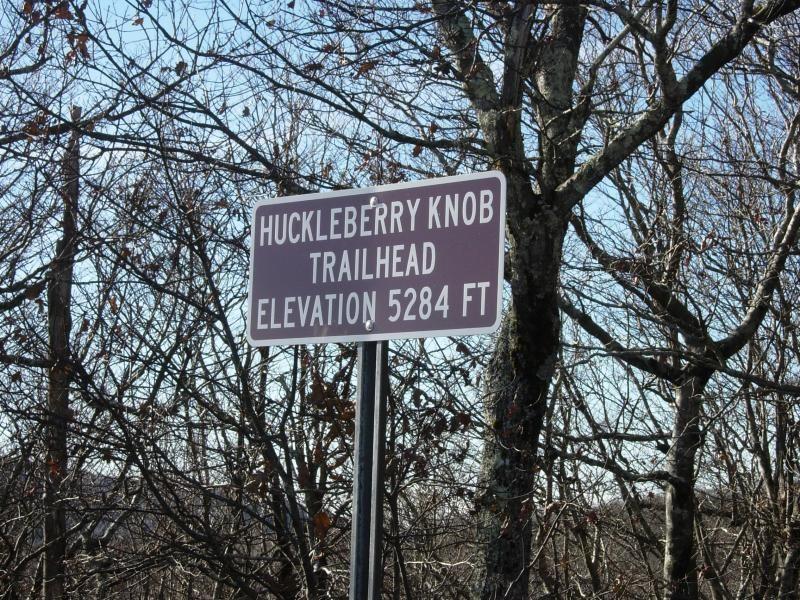 HUCKLEBERRY KNOB
TRAILHEAD
ELEVATION 5284 FT